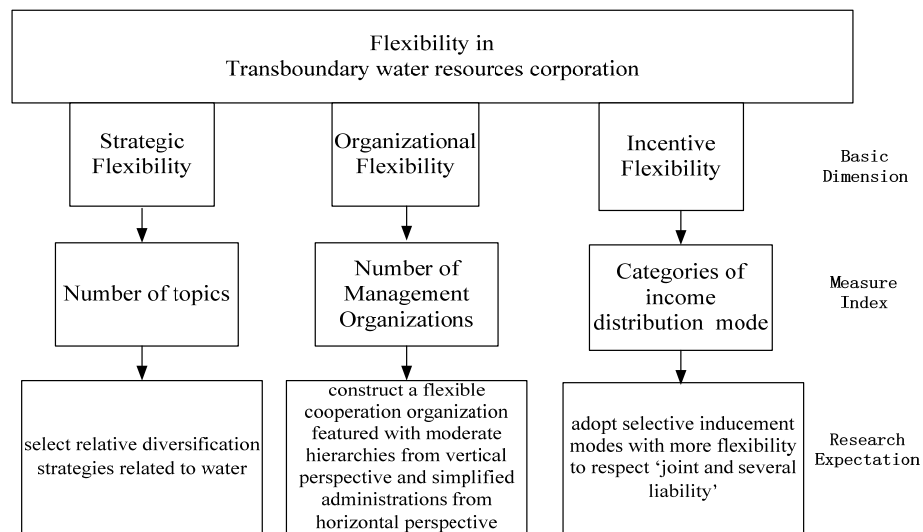 Flexibility in
Transboundary water resources corporation
Strategic
Flexibility
Organizational
Flexibility
Incentive
Flexibility
Basic
Dimension
Number of topics
Number of
Management
Organizations
Categories of
income
distribution mode
Measure
Index
select relative diversification
strategies related to water
construct a flexible
cooperation organization
featured with moderate
hierarchies from vertical
perspective and simplified
administrations from
horizontal perspective
adopt selective inducement
modes with more flexibility
to respect ‘joint and several
liability’
Research
Expectation